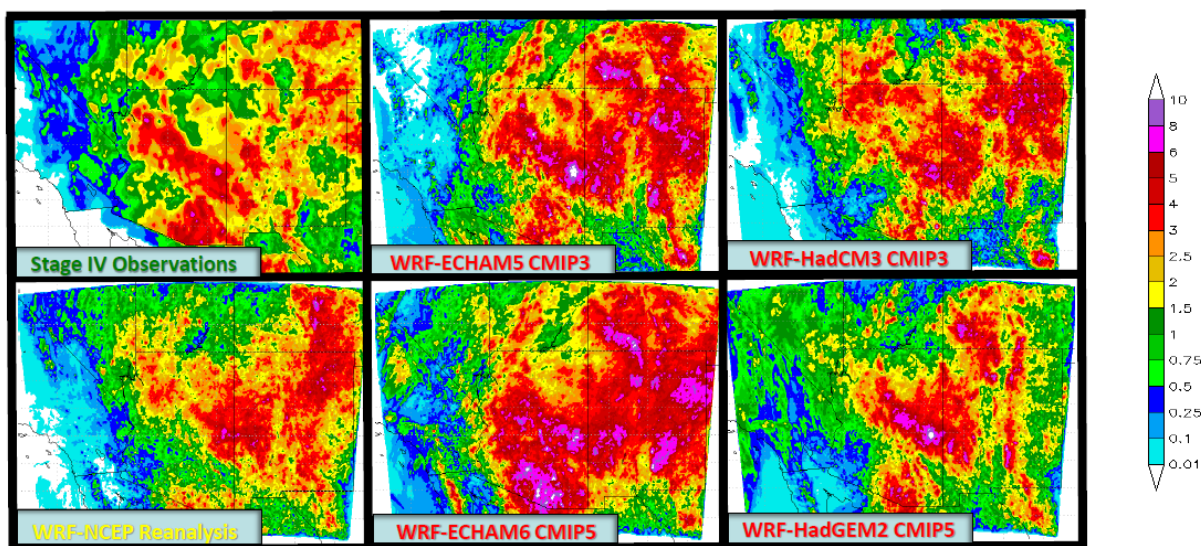 Stage IV Observations
WRF-ECHAM5 CMIP3
WRF-HadCM3 CMIP3
WRF-NCEP Reanalysis
WRF-ECHAM6 CMIP5
WRF-HadGEM2 CMIP5
10
8
6
5
4
3
2.5
2
1.5
1
0.75
0.5
0.25
0.1
0.01